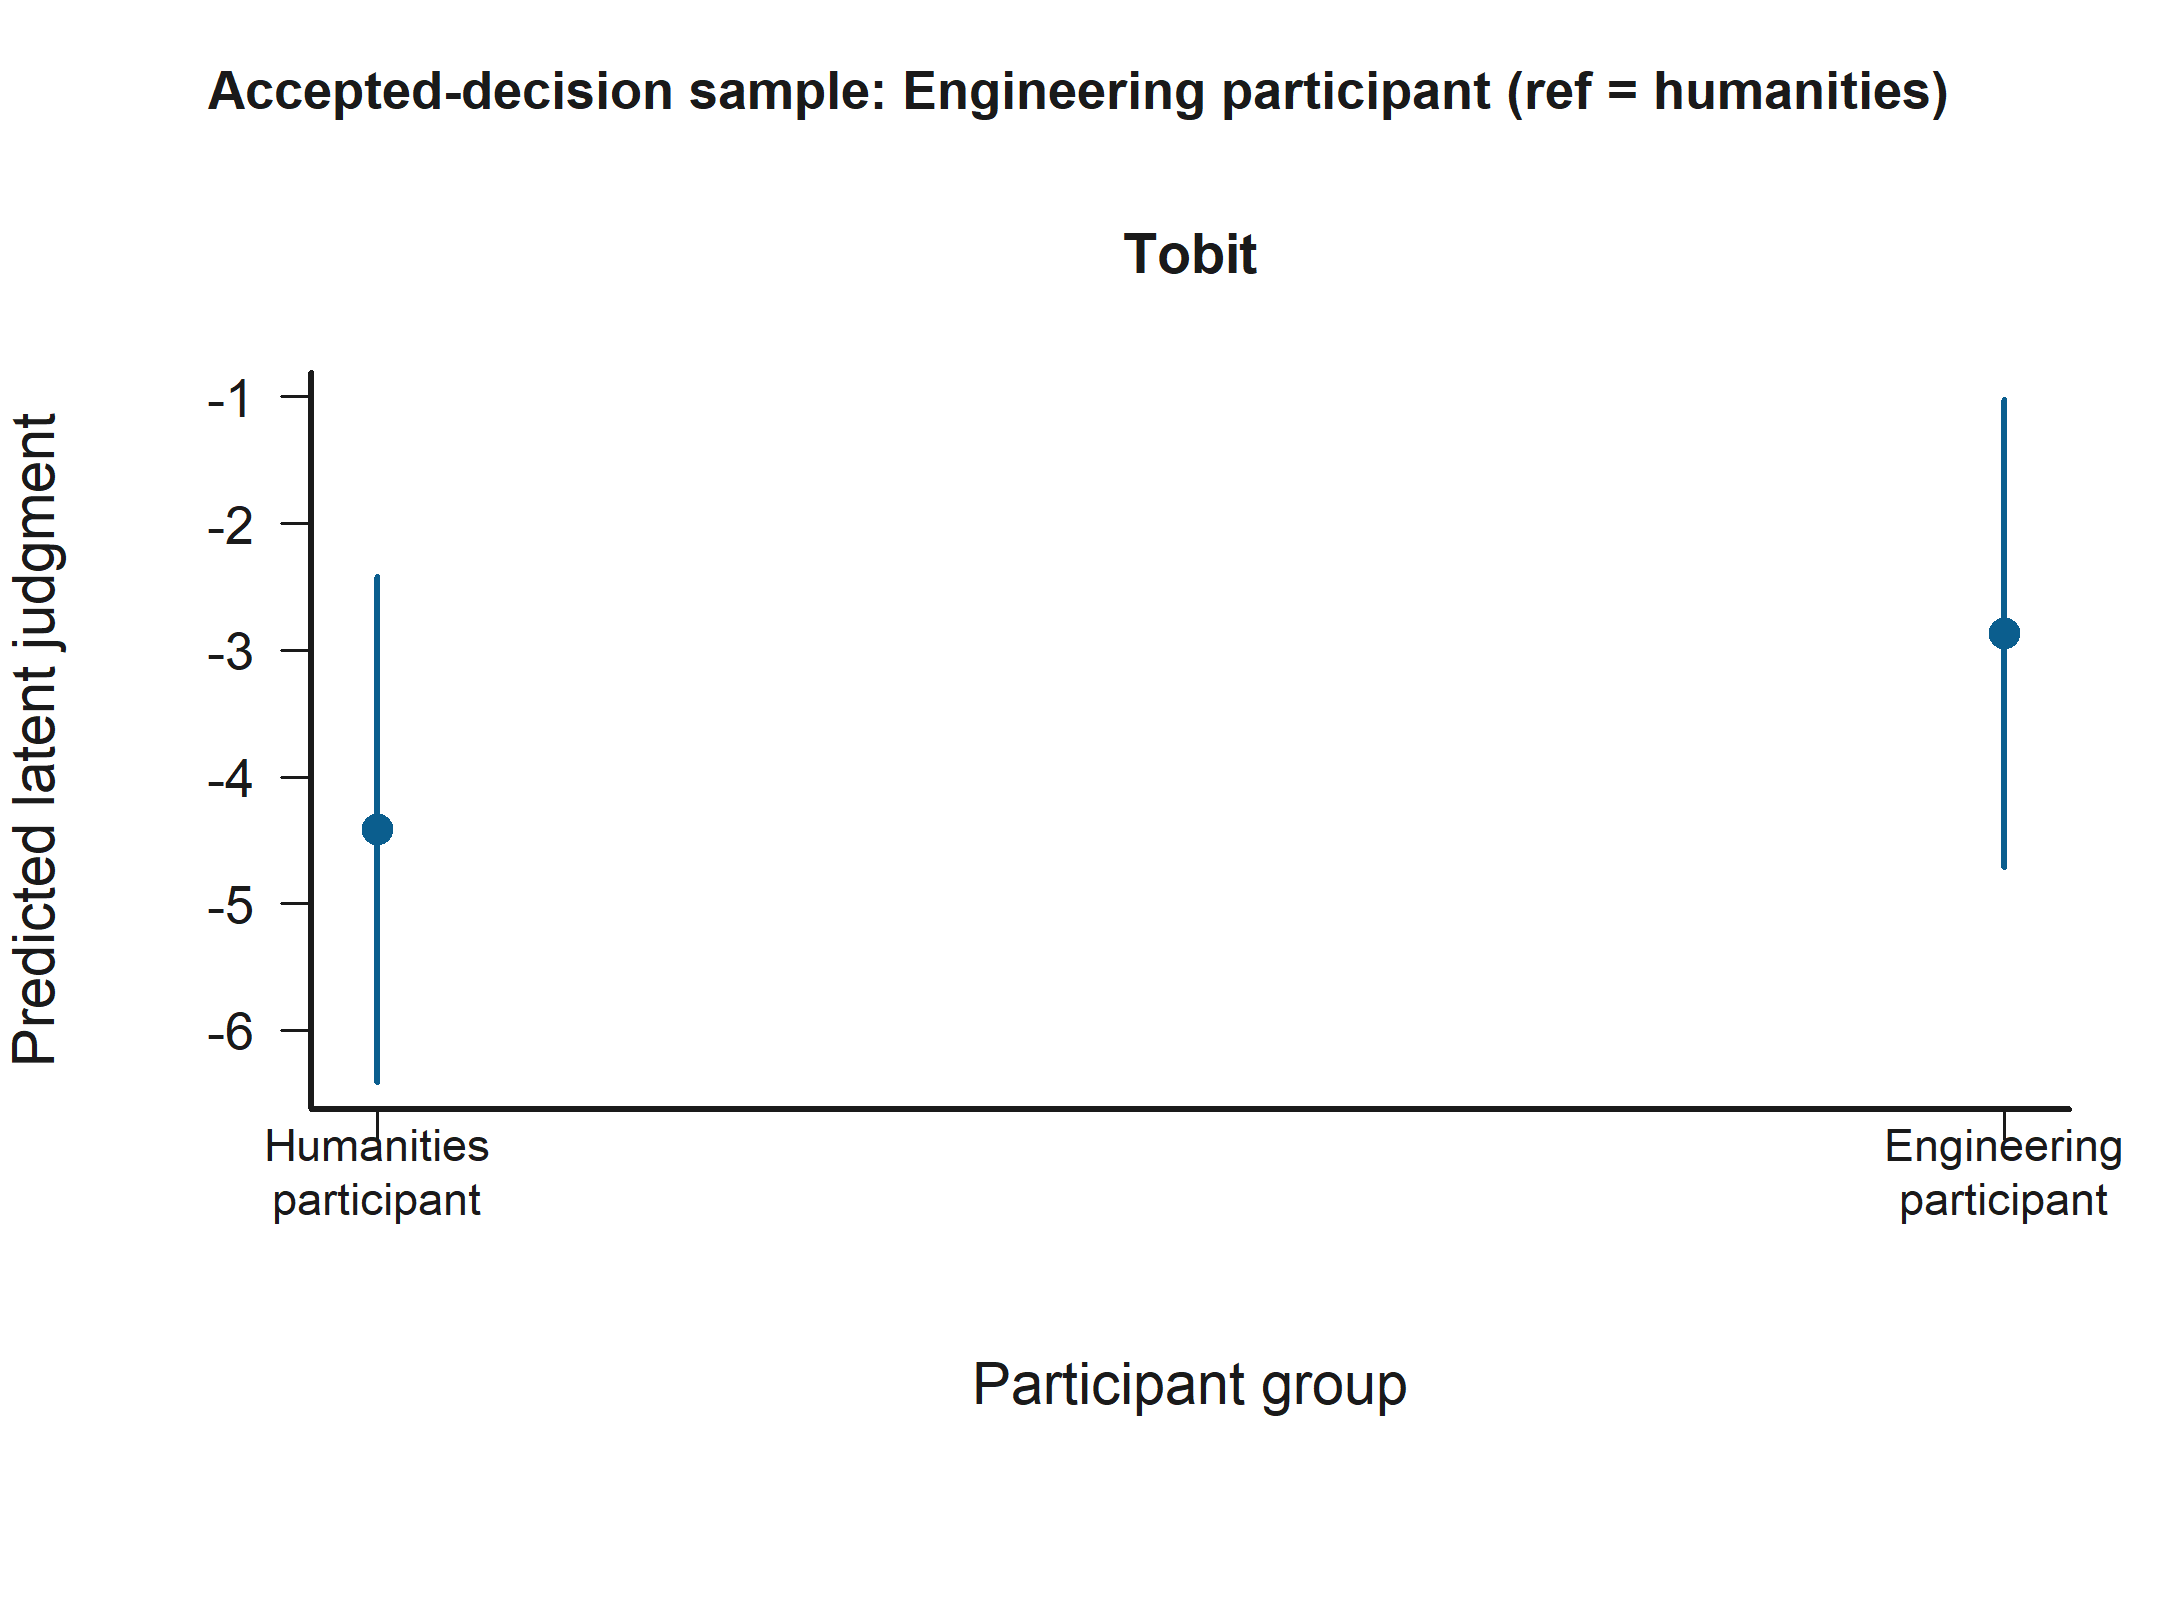 Accepted-decision sample: Engineering participant (ref = humanities)
Tobit
Predicted latent judgment
-1
-2
-3
-4
-5
-6
Humanities
participant
Engineering
participant
Participant group